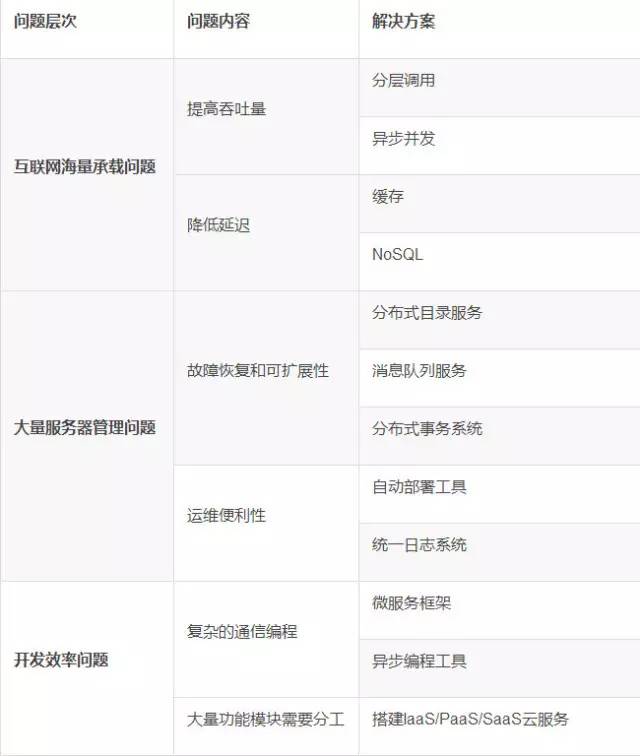 问题层次 问题内容 解决方案
分层调用
提高吞吐量
异步并发
互联网海量承载问题
缓存
降低延迟
NoSQL
分布式目录服务
故障恢复和可扩展性 消息队列服务
大量服务器管理问题 分布式事务系统
自动部署工具
运维便利性
统一日志系统
微服务框架
复杂的通信编程
开发效率问题 异步编程工具
大量功能模块需要分工 搭建IaaS/PaaS/SaaS云服务